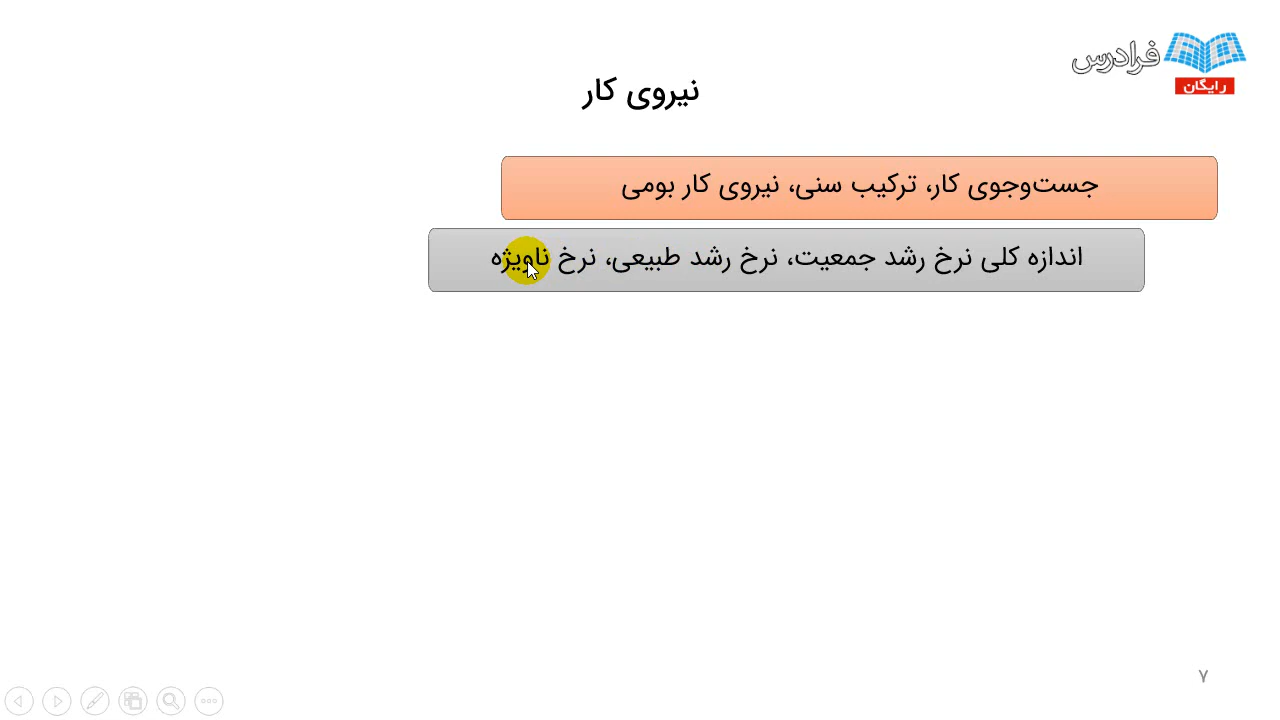 فرادرس
رایگان
نیروی کار
جست‌وجوی کار، ترکیب سنی، نیروی کار بومی
اندازه کلی نرخ رشد جمعیت، نرخ رشد طبیعی، نرخ ناویژه
۷